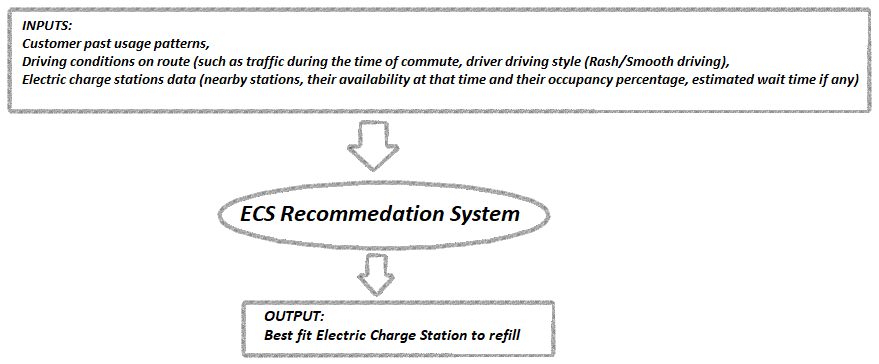 INPUTS:
Customer past usage patterns,
Driving conditions on route (such as traffic during the time of commute, driver driving style (Rash/Smooth driving),
Electric charge stations data (nearby stations, their availability at that time and their occupancy percentage, estimated wait time if any)
ECS Recommedation System
OUTPUT:
Best fit Electric Charge Station to refill